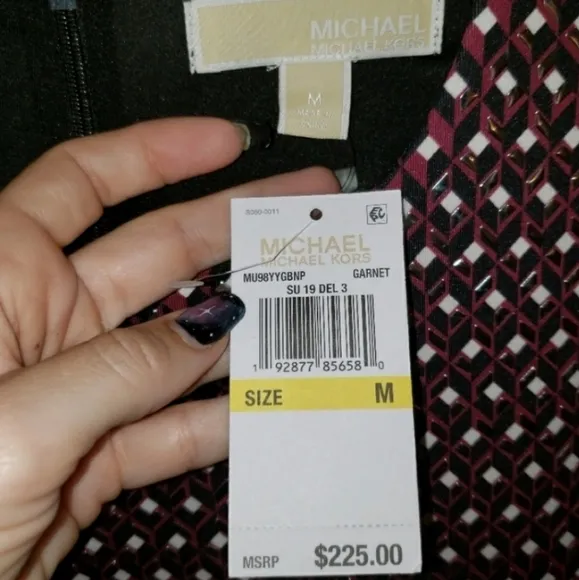 MICHAEL
MICHAEL KORS
M
MICHAEL
MICHAEL KORS
MU98YYGBNP GARNET
SU 19 DEL 3
1 92877 85658 0
SIZE M
MSRP $225.00